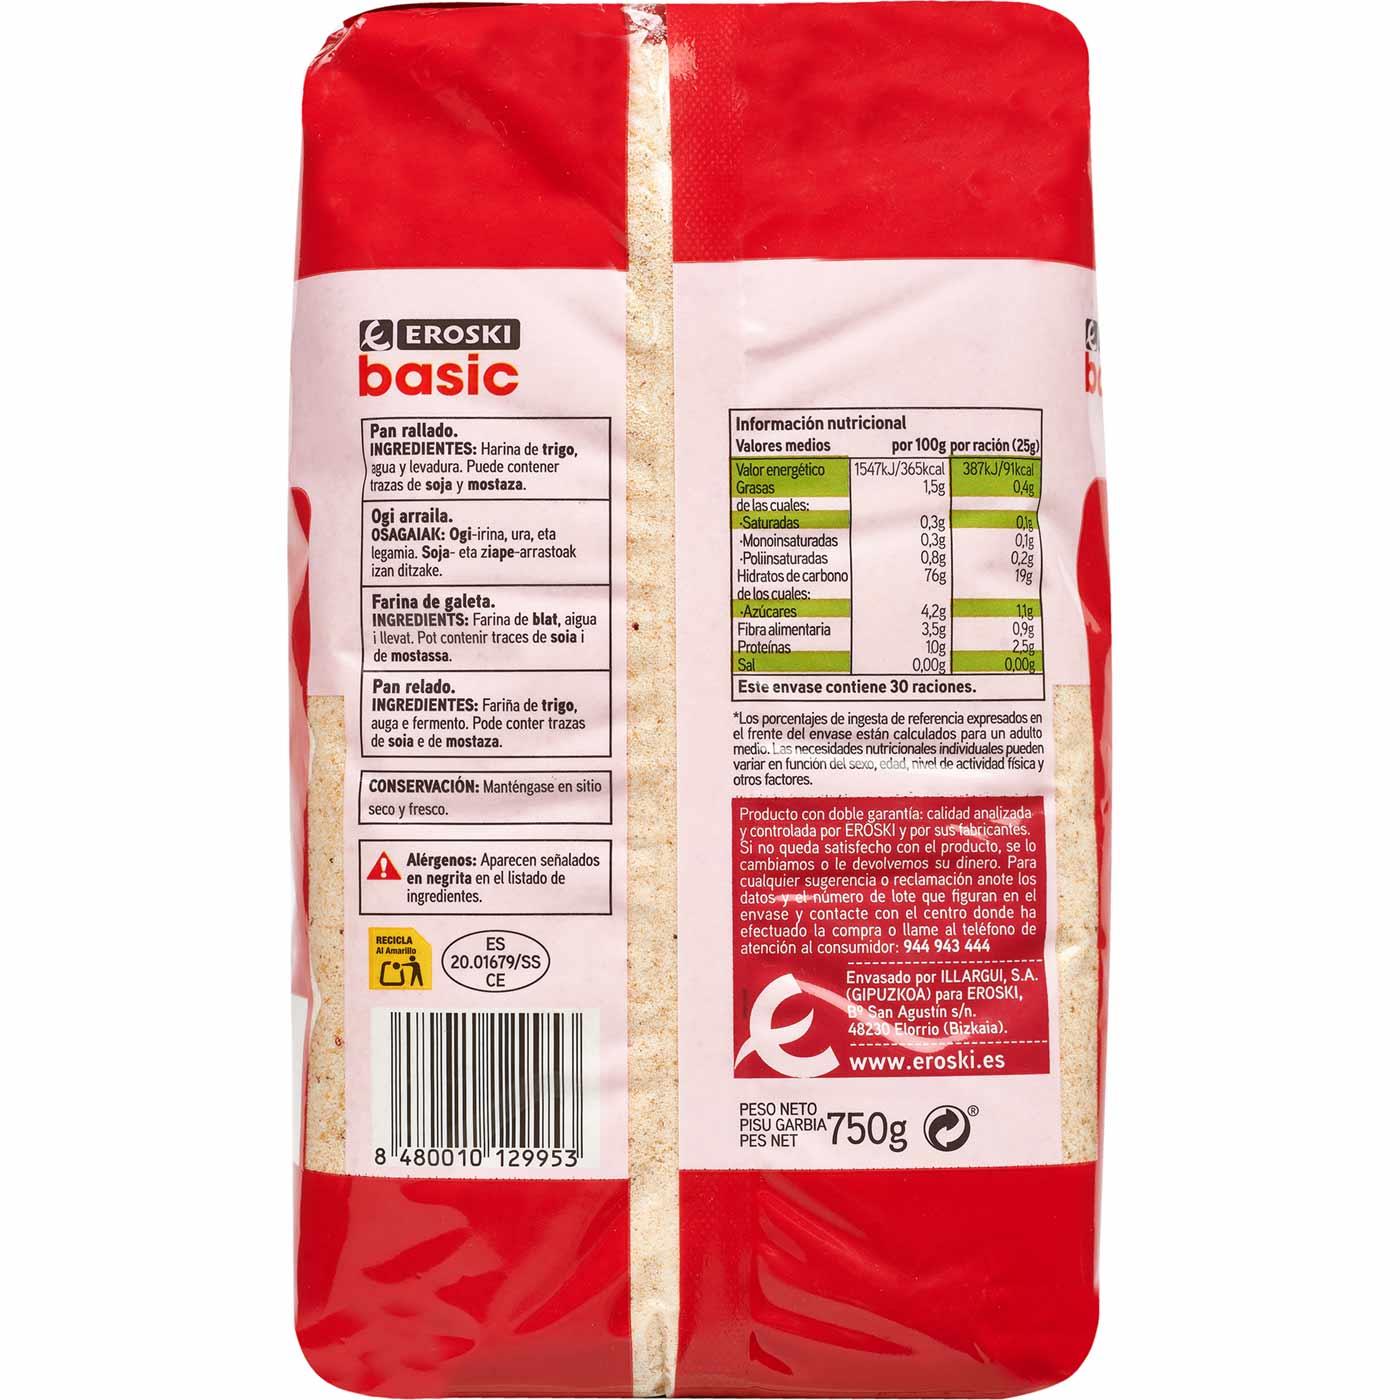 EROSKI
basic
Pan rallado.
INGREDIENTES: Harina de trigo,
agua y levadura. Puede contener
trazas de soja y mostaza.
Ogi arraila.
OSAGAIAK: Ogi-irina, ura, eta
legamia. Soja- eta ziape-arrastoak
izan ditzake.
Farina de galeta.
INGREDIENTS: Farina de blat, aigua
i llevat. Pot contenir traces de soia i
de mostassa.
Pan relado.
INGREDIENTES: Fariña de trigo,
auga e fermento. Pode conter trazas
de soia e de mostaza.
CONSERVACIÓN: Manténgase en sitio
seco y fresco.
Alérgenos: Aparecen señalados
en negrita en el listado de
ingredientes.
RECICLA
Al Amarillo
ES
20.01679/SS
CE
8 480010 129953
Información nutricional
Valores medios por 100g por ración (25g)
Valor energético 1547kJ/365kcal 387kJ/91kcal
Grasas 1,5g 0,4g
de las cuales:
·Saturadas 0,3g 0,1g
·Monoinsaturadas 0,3g 0,1g
·Poliinsaturadas 0,8g 0,2g
Hidratos de carbono 76g 19g
de los cuales:
·Azúcares 4,2g 1,1g
Fibra alimentaria 3,5g 0,9g
Proteínas 10g 2,5g
Sal 0,00g 0,00g
Este envase contiene 30 raciones.
*Los porcentajes de ingesta de referencia expresados en
el frente del envase están calculados para un adulto
medio. Las necesidades nutricionales individuales pueden
variar en función del sexo, edad, nivel de actividad física y
otros factores.
Producto con doble garantía: calidad analizada
y controlada por EROSKI y por sus fabricantes.
Si no queda satisfecho con el producto, se lo
cambiamos o le devolvemos su dinero. Para
cualquier sugerencia o reclamación anote los
datos y el número de lote que figuran en el
envase y contacte con el centro donde ha
efectuado la compra o llame al teléfono de
atención al consumidor: 944 943 444
Envasado por ILLARGUI, S.A.
(GIPUZKOA) para EROSKI,
Bº San Agustín s/n.
48230 Elorrio (Bizkaia).
www.eroski.es
PESO NETO
PISU GARBIA 750g
PES NET
®